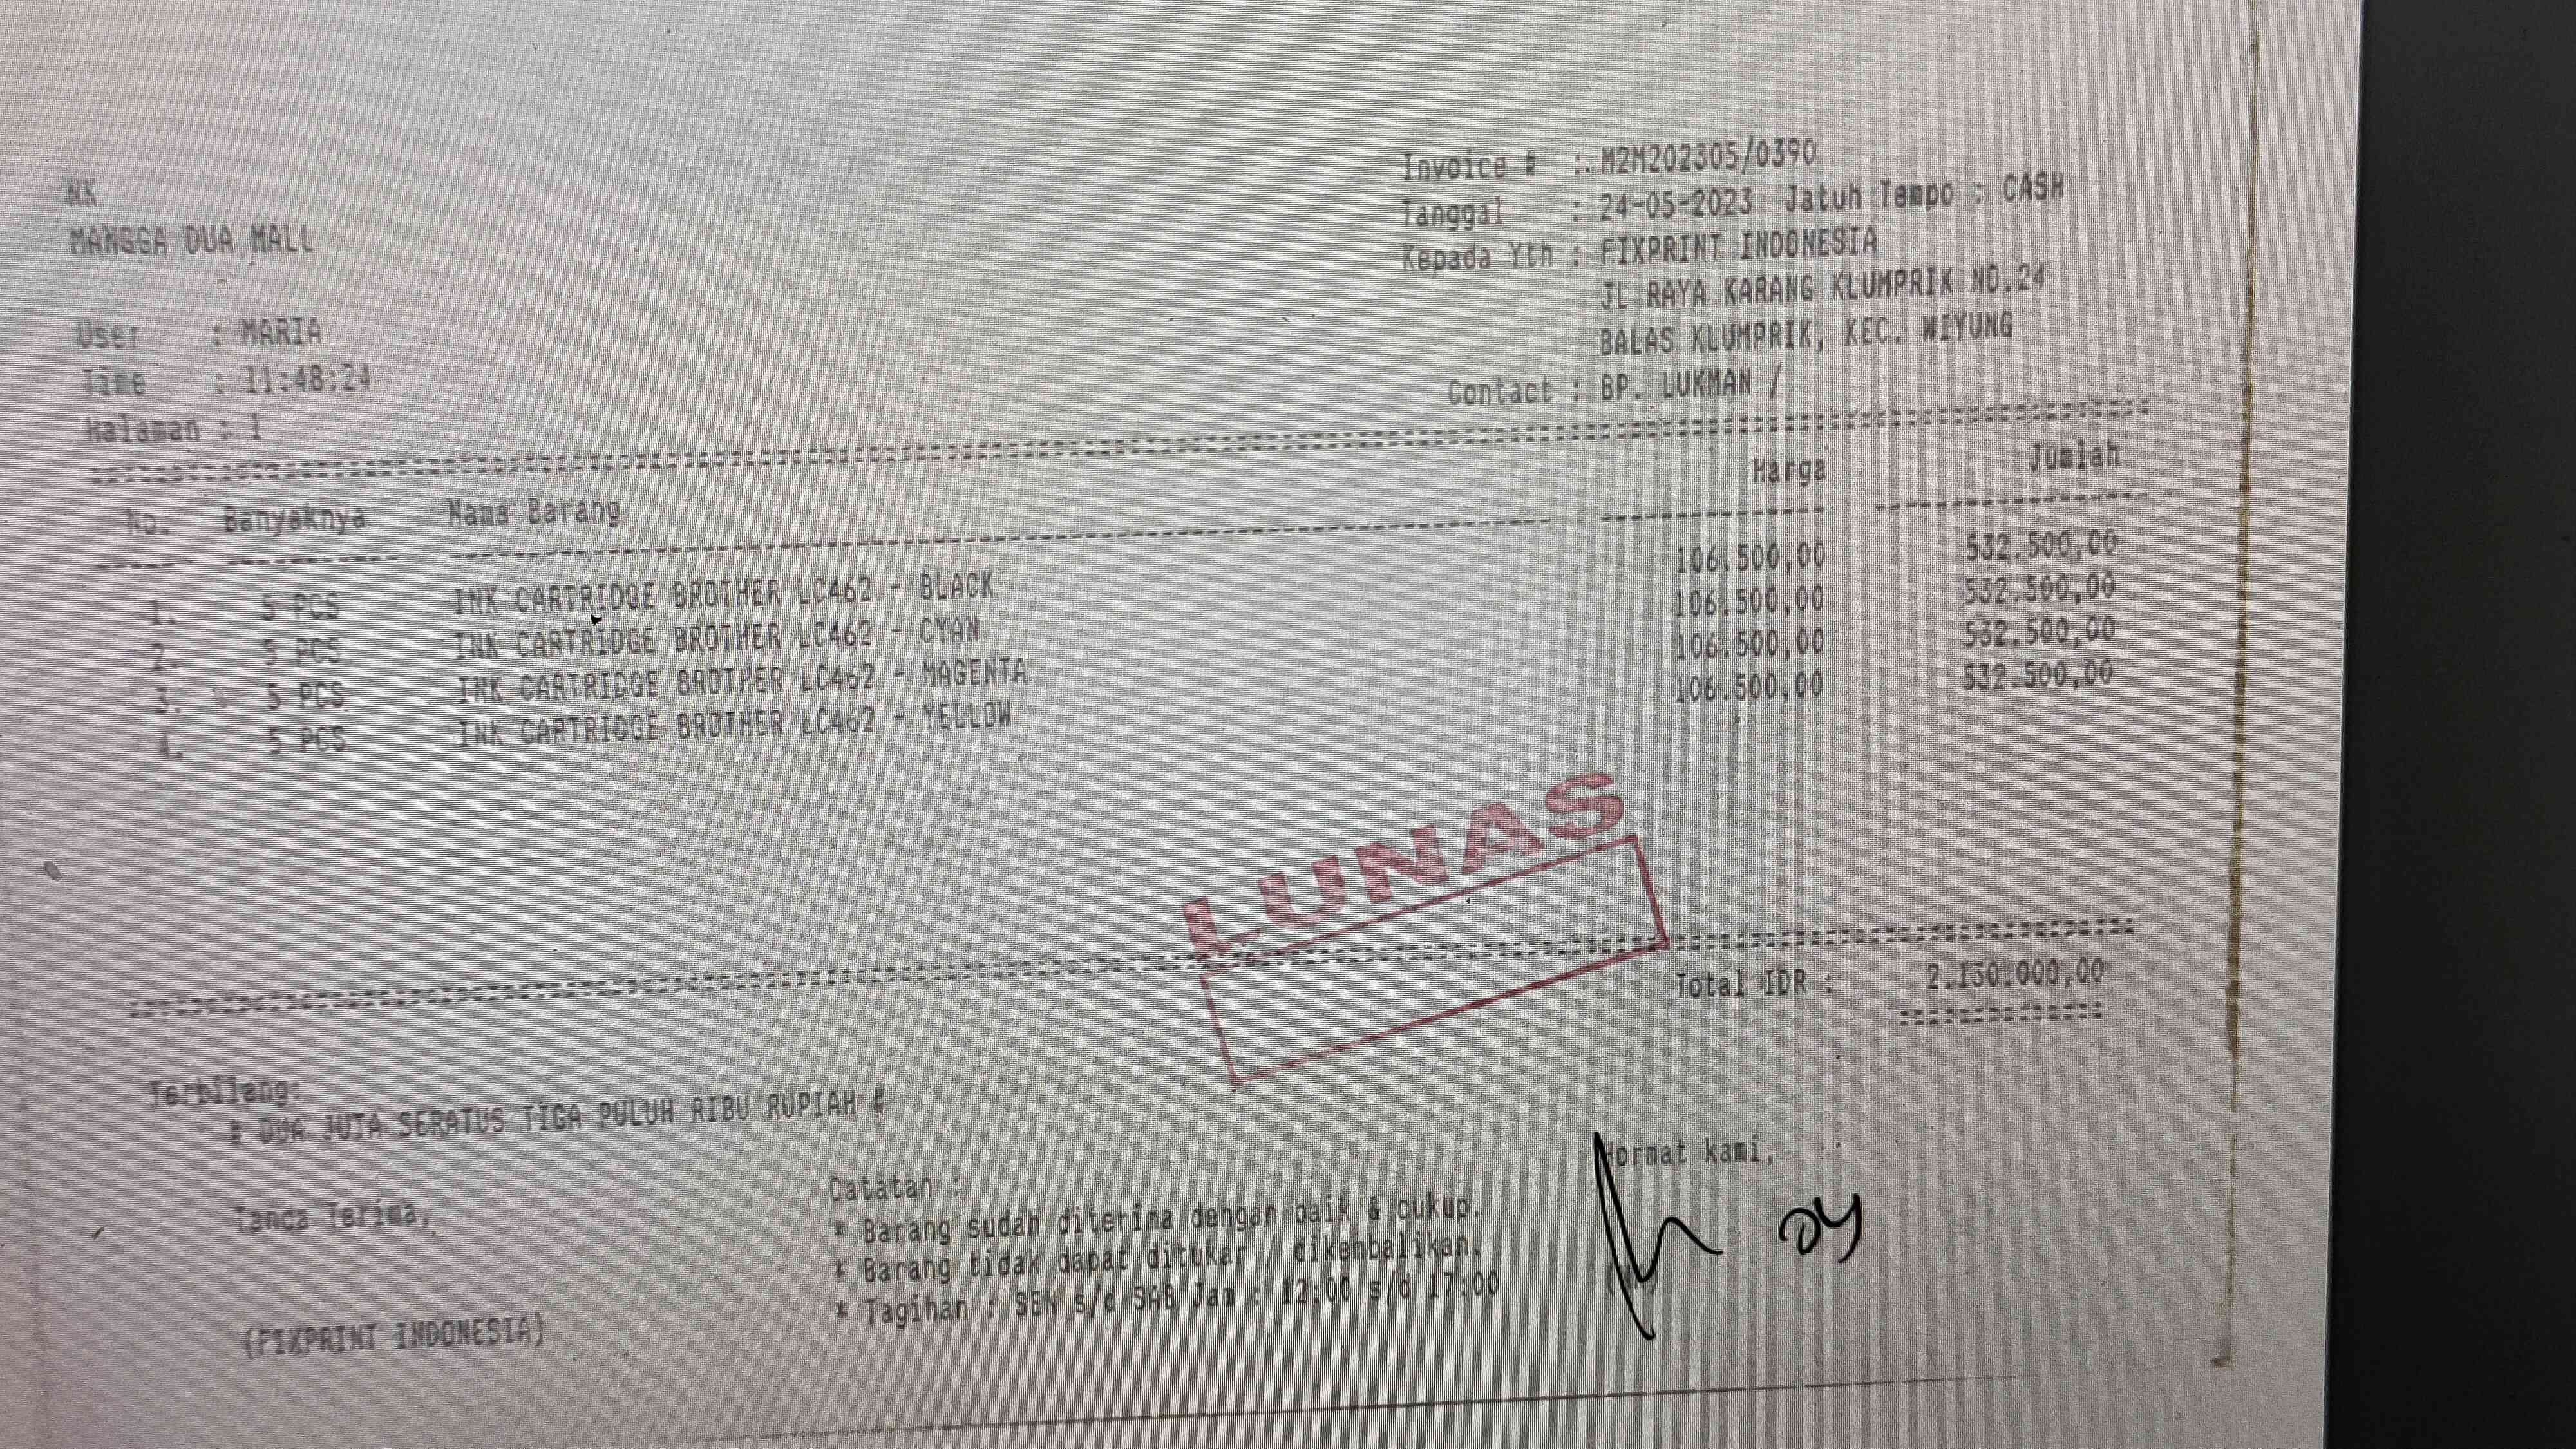 NK
MANGGA DUA MALL
User : MARIA
Time : 11:48:24
Halaman : 1
Invoice # : M2M202305/0390
Tanggal : 24-05-2023 Jatuh Tempo : CASH
Kepada Yth : FIXPRINT INDONESIA
JL RAYA KARANG KLUMPRIK NO.24
BALAS KLUMPRIK, KEC. WIYUNG
Contact : BP. LUKMAN /
No. Banyaknya Nama Barang Harga Jumlah
1. 5 PCS INK CARTRIDGE BROTHER LC462 - BLACK 106.500,00 532.500,00
2. 5 PCS INK CARTRIDGE BROTHER LC462 - CYAN 106.500,00 532.500,00
3. 5 PCS INK CARTRIDGE BROTHER LC462 - MAGENTA 106.500,00 532.500,00
4. 5 PCS INK CARTRIDGE BROTHER LC462 - YELLOW 106.500,00 532.500,00
LUNAS
Total IDR : 2.130.000,00
Terbilang:
# DUA JUTA SERATUS TIGA PULUH RIBU RUPIAH #
Tanda Terima,
(FIXPRINT INDONESIA)
Catatan :
* Barang sudah diterima dengan baik & cukup.
* Barang tidak dapat ditukar / dikembalikan.
* Tagihan : SEN s/d SAB Jam : 12:00 s/d 17:00
Hormat kami,